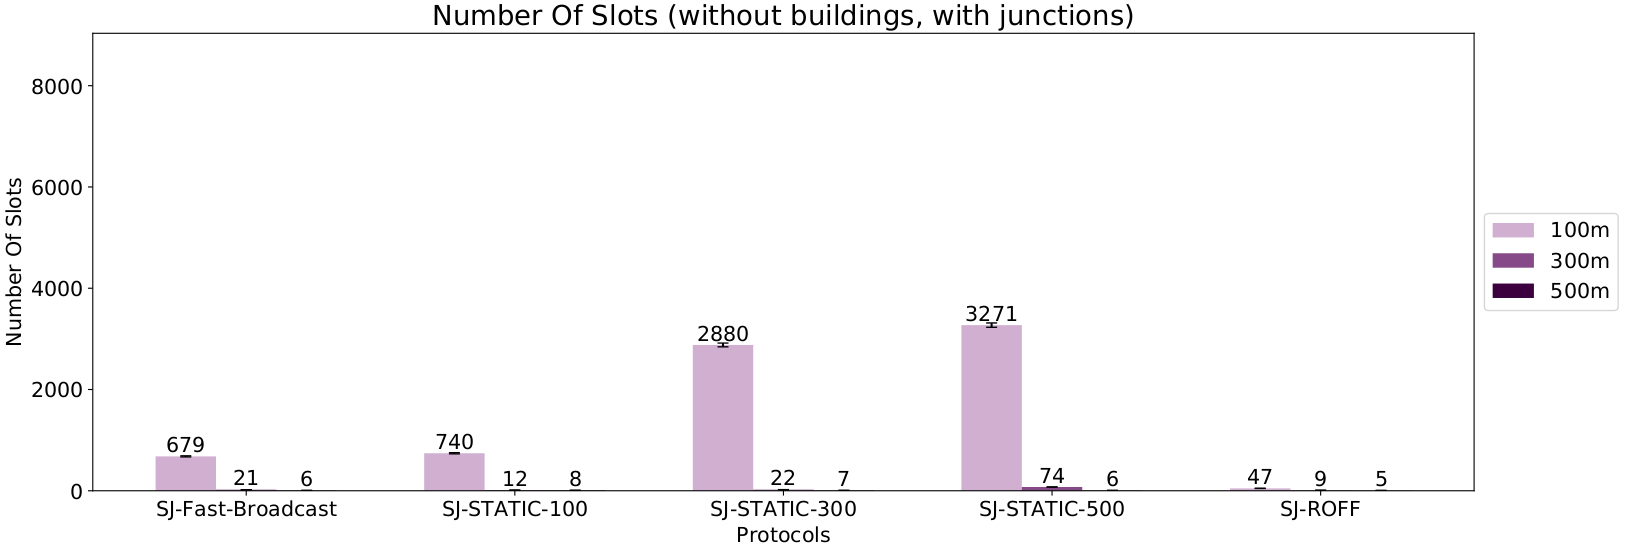 Number Of Slots (without buildings, with junctions)
Number Of Slots
8000
6000
4000
2000
0
679
21
6
740
12
8
2880
22
7
3271
74
6
47
9
5
SJ-Fast-Broadcast
SJ-STATIC-100
SJ-STATIC-300
SJ-STATIC-500
SJ-ROFF
Protocols
100m
300m
500m